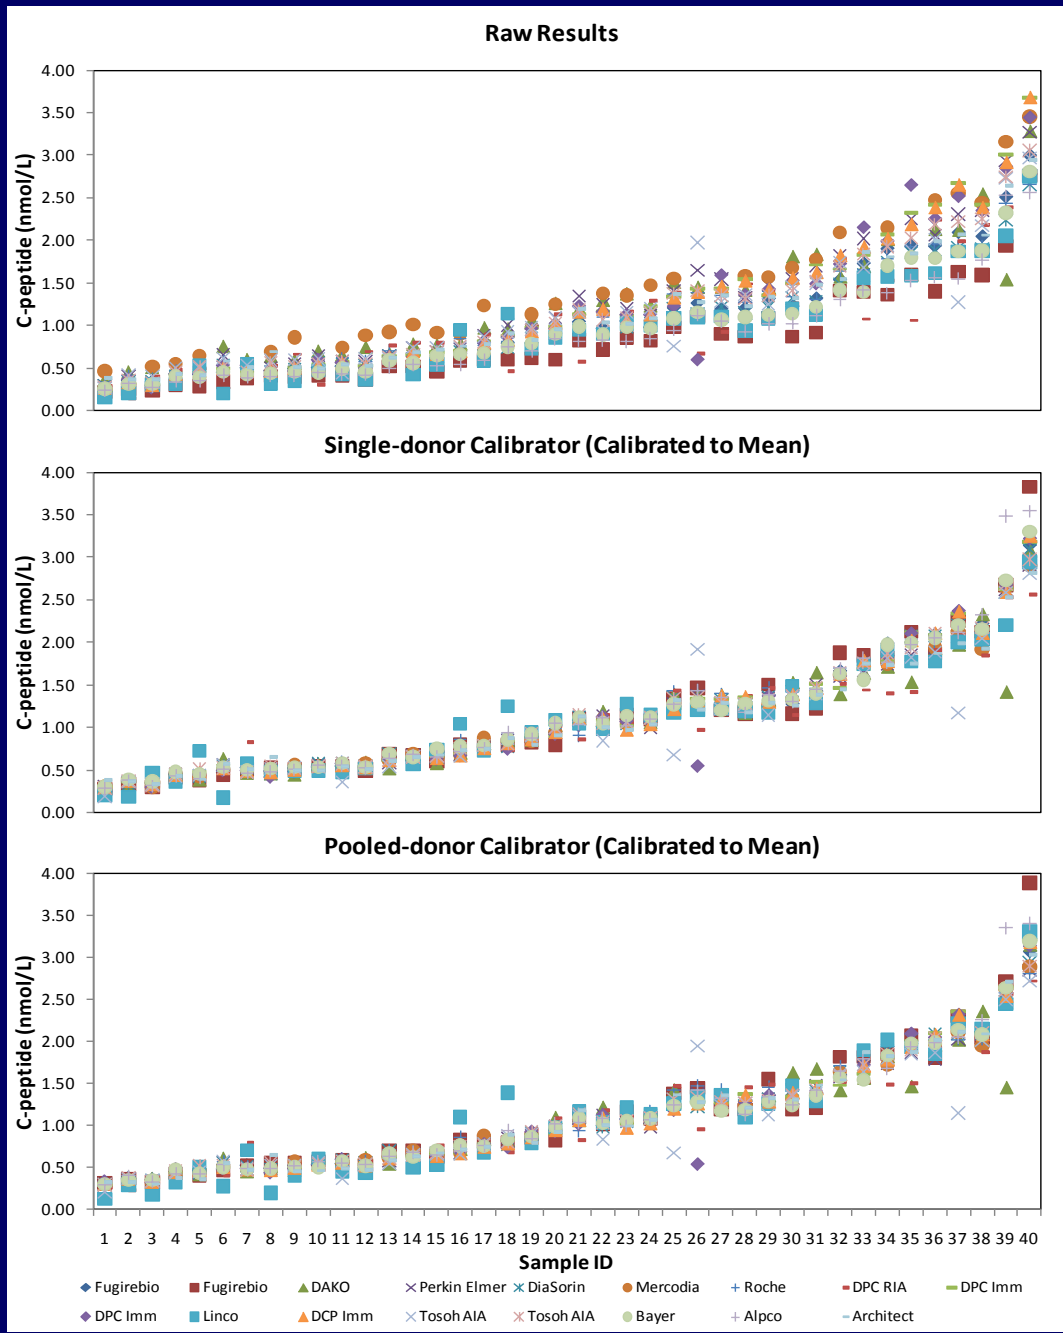 Raw Results
4.00
3.50
3.00
2.50
2.00
1.50
1.00
0.50
0.00
C-peptide (nmol/L)
Single-donor Calibrator (Calibrated to Mean)
4.00
3.50
3.00
2.50
2.00
1.50
1.00
0.50
0.00
C-peptide (nmol/L)
Pooled-donor Calibrator (Calibrated to Mean)
4.00
3.50
3.00
2.50
2.00
1.50
1.00
0.50
0.00
C-peptide (nmol/L)
1 2 3 4 5 6 7 8 9 10 11 12 13 14 15 16 17 18 19 20 21 22 23 24 25 26 27 28 29 30 31 32 33 34 35 36 37 38 39 40
Sample ID
Fugirebio Fugirebio DAKO Perkin Elmer DiaSorin Mercodia Roche DPC RIA DPC Imm
DPC Imm Linco DCP Imm Tosoh AIA Tosoh AIA Bayer Alpco Architect